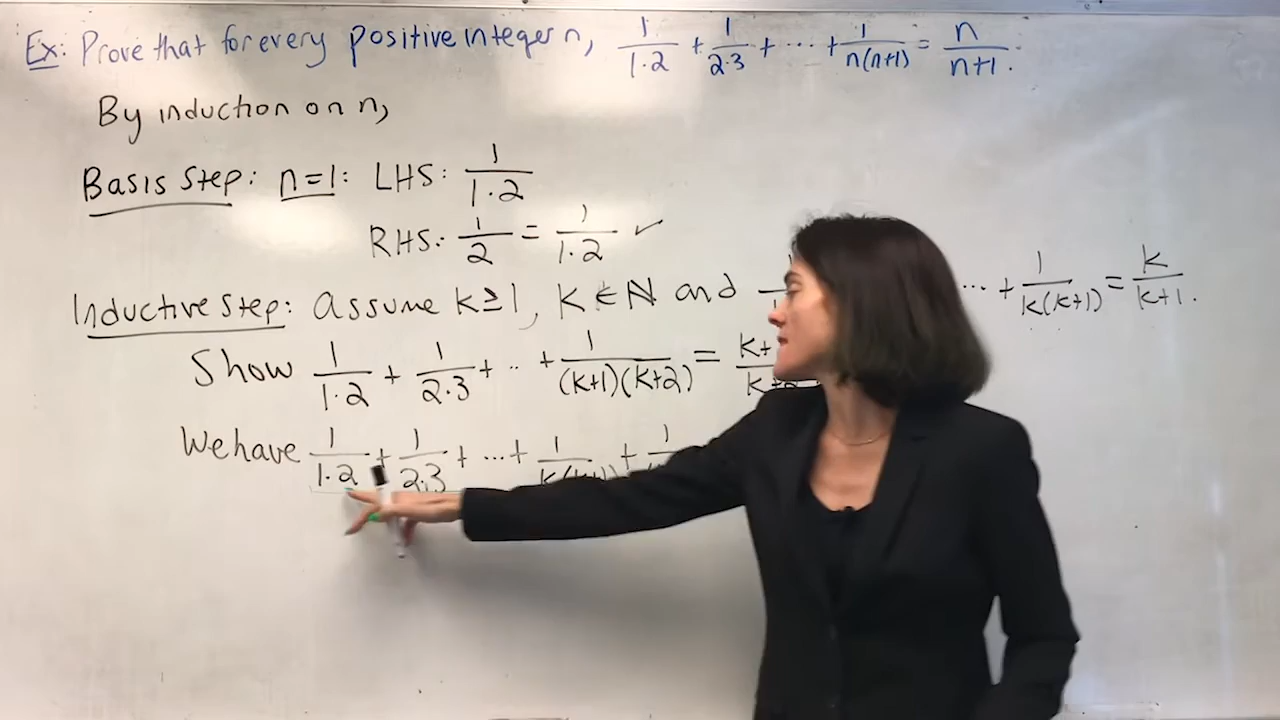 Ex: Prove that for every positive integer n, 1/(1·2) + 1/(2·3) + ··· + 1/(n(n+1)) = n/(n+1).
By induction on n,
Basis Step: n=1: LHS: 1/(1·2)
RHS: 1/2 = 1/(1·2) ✓
Inductive Step: Assume k≥1, k∈ℕ and ··· + 1/(k(k+1)) = k/(k+1).
Show 1/(1·2) + 1/(2·3) + ·· + 1/((k+1)(k+2)) = k+
We have 1/(1·2) + 1/(2·3) + ··· + 1/(k(k+1)) +